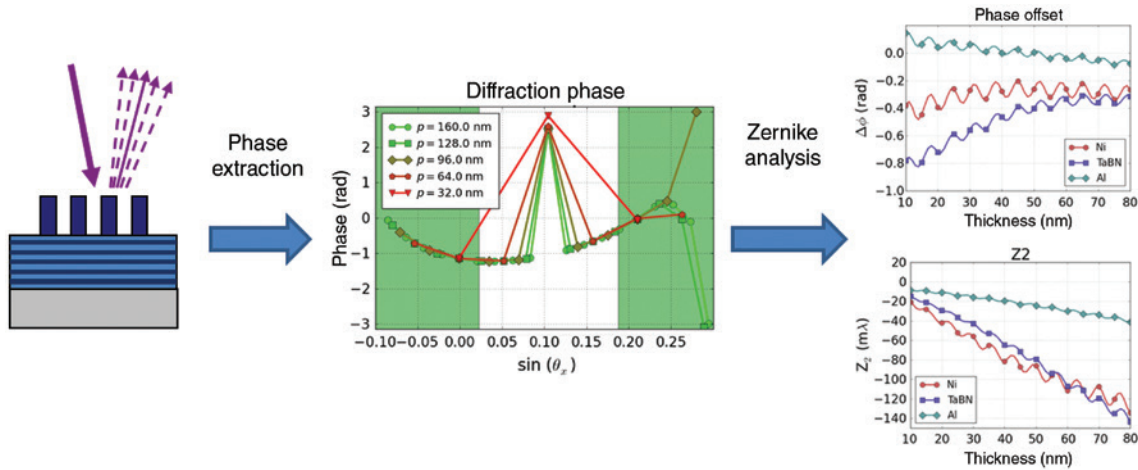 Phase
extraction
Diffraction phase
Phase (rad)
3
2
1
0
−1
−2
−3
p = 160.0 nm
p = 128.0 nm
p = 96.0 nm
p = 64.0 nm
p = 32.0 nm
−0.10 −0.05 0.00 0.05 0.10 0.15 0.20 0.25
sin (θx)
Zernike
analysis
Phase offset
Δϕ (rad)
0.0
−0.2
−0.4
−0.6
−0.8
−1.0
Ni
TaBN
Al
10 20 30 40 50 60 70 80
Thickness (nm)
Z2
Z2 (mλ)
20
0
−20
−40
−60
−80
−100
−120
−140
Ni
TaBN
Al
10 20 30 40 50 60 70 80
Thickness (nm)